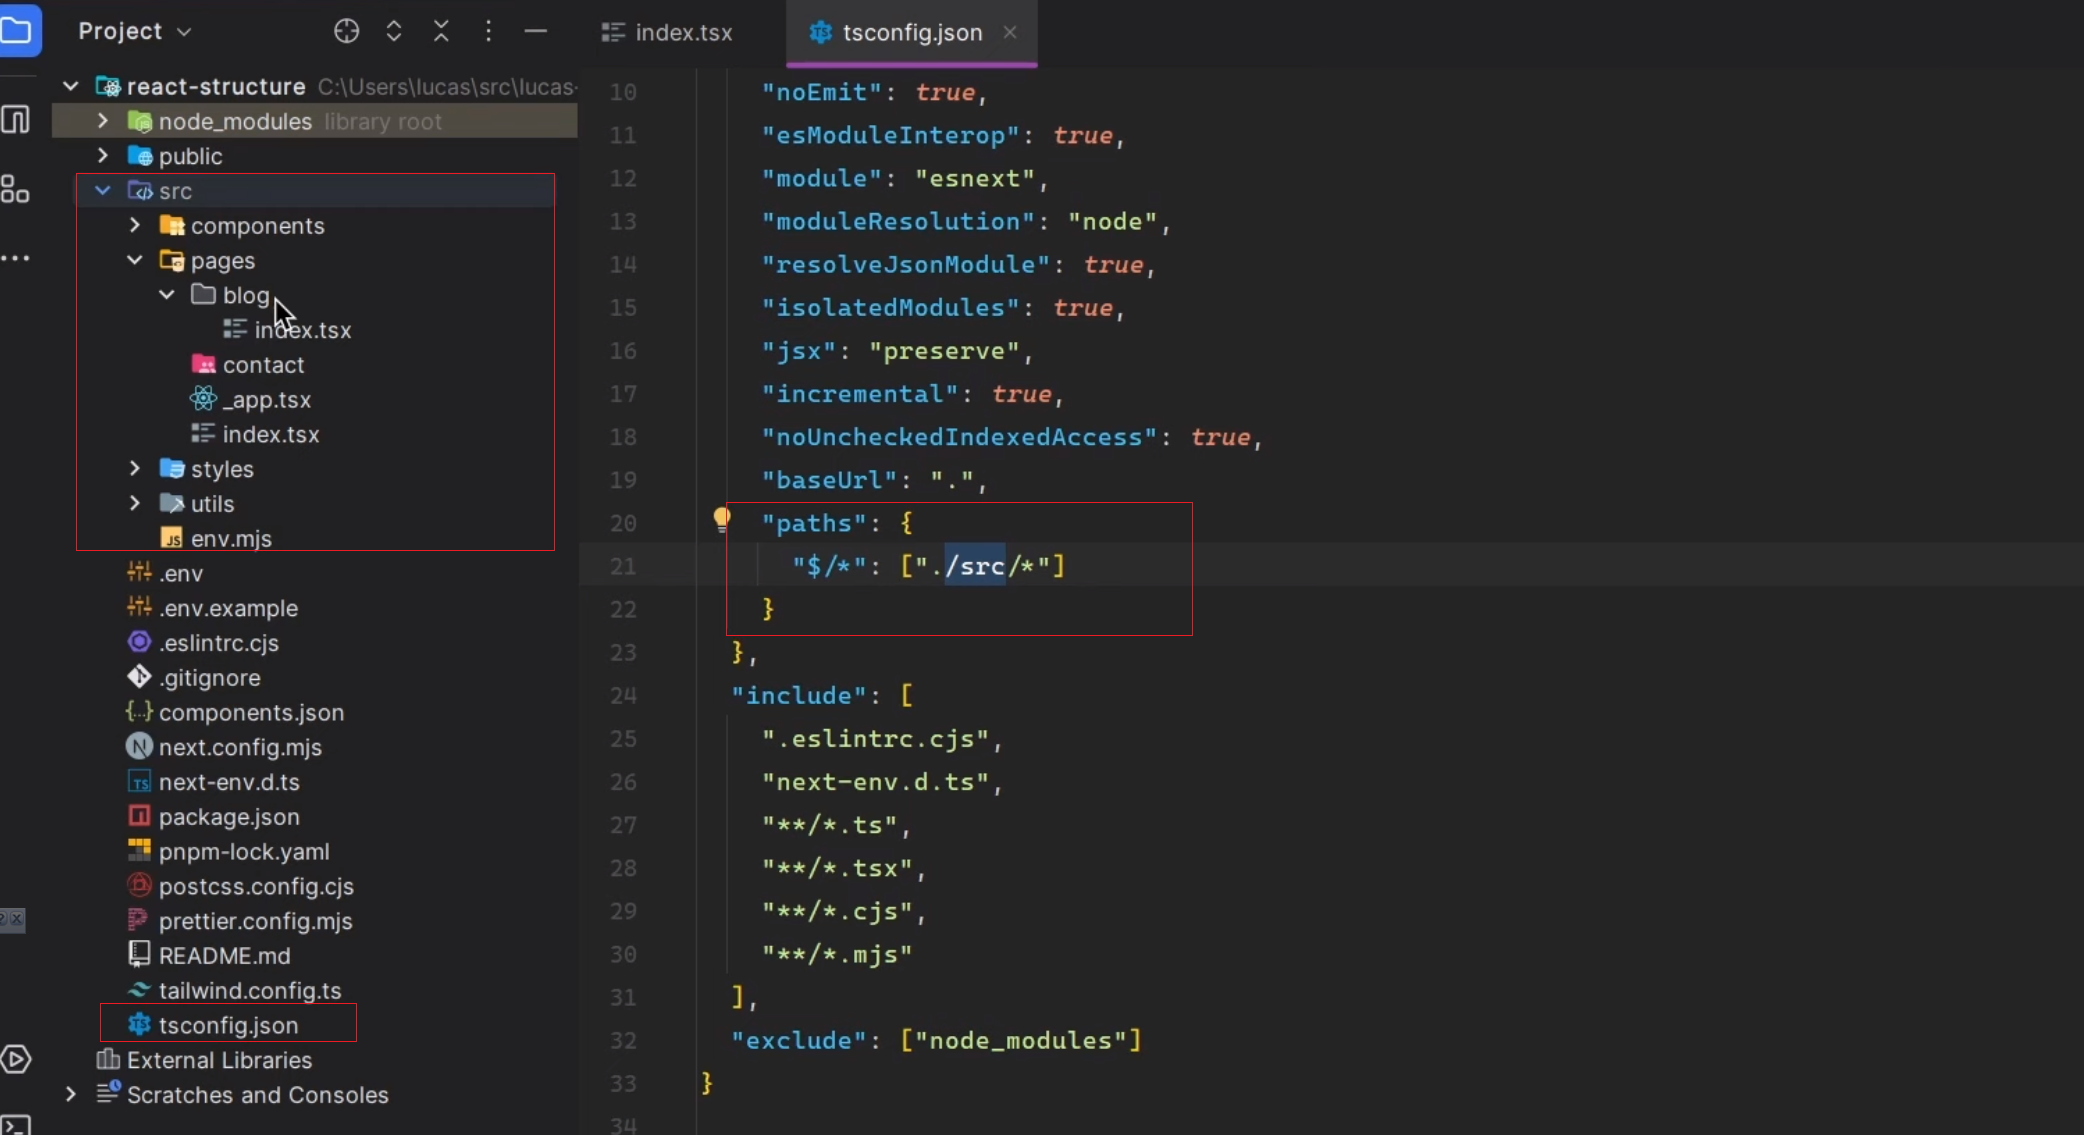 Project
react-structure C:\Users\lucas\src\lucas-
node_modules library root
public
src
components
pages
blog
index.tsx
contact
_app.tsx
index.tsx
styles
utils
env.mjs
.env
.env.example
.eslintrc.cjs
.gitignore
components.json
next.config.mjs
next-env.d.ts
package.json
pnpm-lock.yaml
postcss.config.cjs
prettier.config.mjs
README.md
tailwind.config.ts
tsconfig.json
External Libraries
Scratches and Consoles
index.tsx tsconfig.json
10 "noEmit": true,
11 "esModuleInterop": true,
12 "module": "esnext",
13 "moduleResolution": "node",
14 "resolveJsonModule": true,
15 "isolatedModules": true,
16 "jsx": "preserve",
17 "incremental": true,
18 "noUncheckedIndexedAccess": true,
19 "baseUrl": ".",
20 "paths": {
21 "$/*": ["./src/*"]
22 }
23 },
24 "include": [
25 ".eslintrc.cjs",
26 "next-env.d.ts",
27 "**/*.ts",
28 "**/*.tsx",
29 "**/*.cjs",
30 "**/*.mjs"
31 ],
32 "exclude": ["node_modules"]
33 }
34